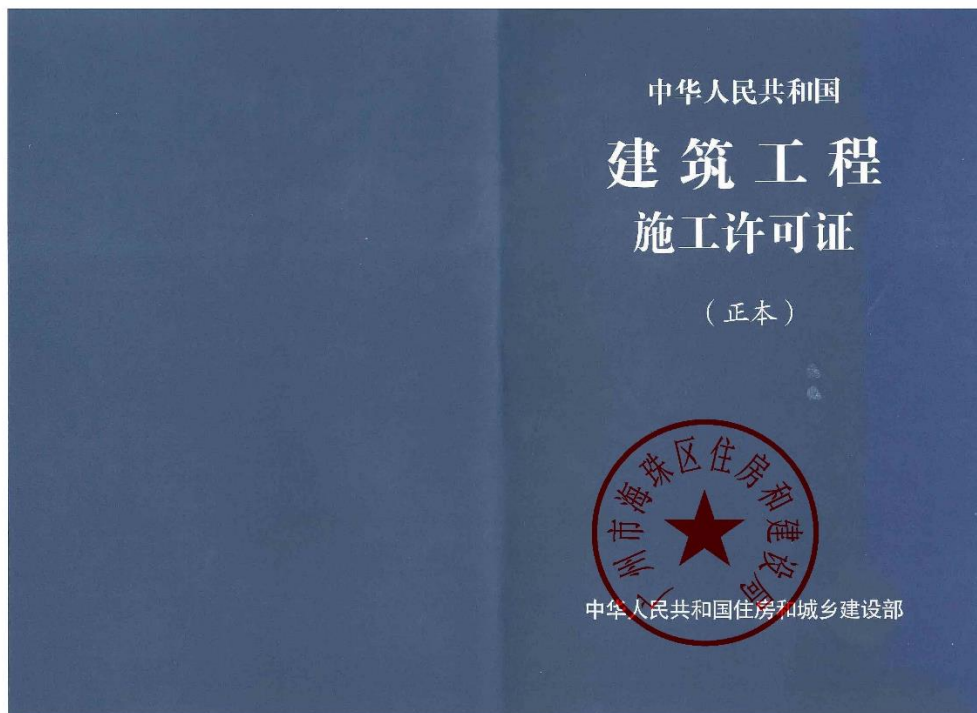 中华人民共和国
建筑工程
施工许可证
（正本）
广州市海珠区住房和建设局
中华人民共和国住房和城乡建设部